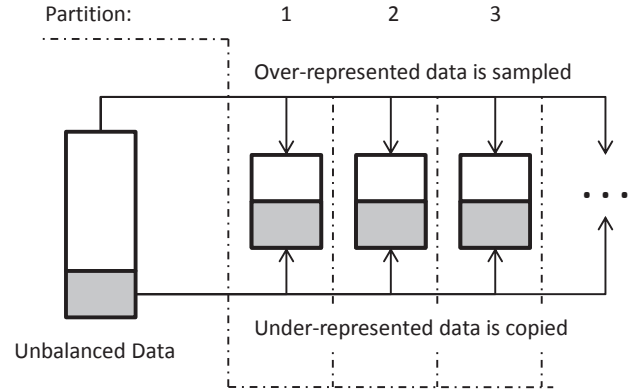 Partition: 1 2 3
Over-represented data is sampled
. . .
Under-represented data is copied
Unbalanced Data